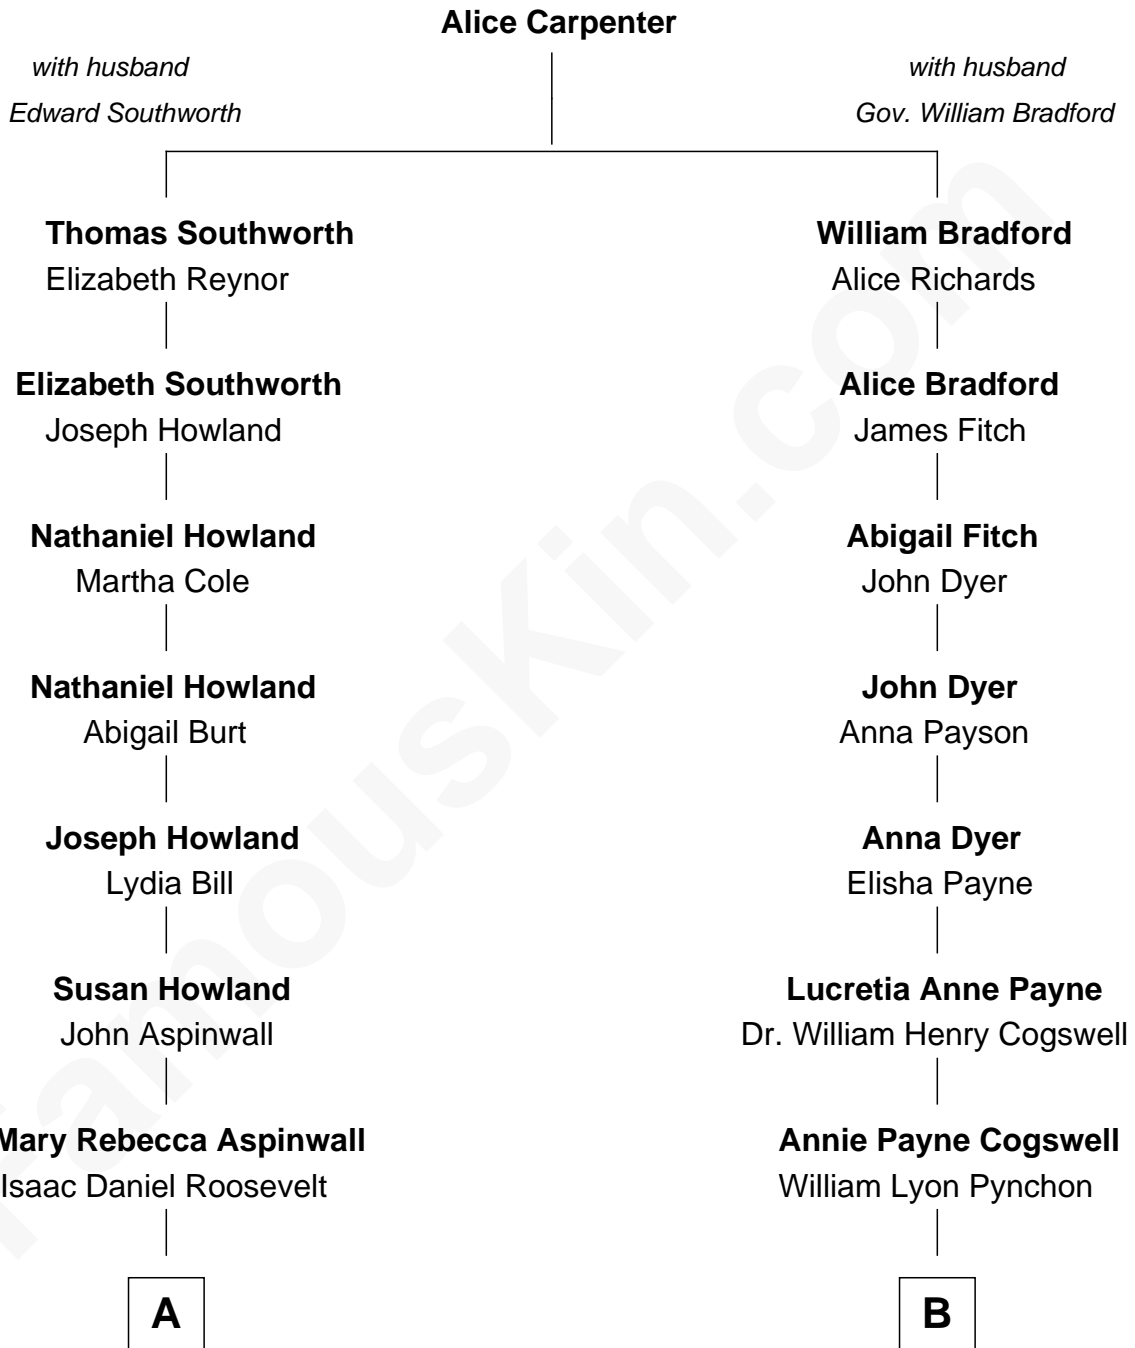 Alice Carpenter
with husband
Edward Southworth
with husband
Gov. William Bradford
Thomas Southworth
Elizabeth Reynor
William Bradford
Alice Richards
Elizabeth Southworth
Joseph Howland
Alice Bradford
James Fitch
Nathaniel Howland
Martha Cole
Abigail Fitch
John Dyer
Nathaniel Howland
Abigail Burt
John Dyer
Anna Payson
Joseph Howland
Lydia Bill
Anna Dyer
Elisha Payne
Susan Howland
John Aspinwall
Lucretia Anne Payne
Dr. William Henry Cogswell
Mary Rebecca Aspinwall
Isaac Daniel Roosevelt
Annie Payne Cogswell
William Lyon Pynchon
A
B
FamousKin.com